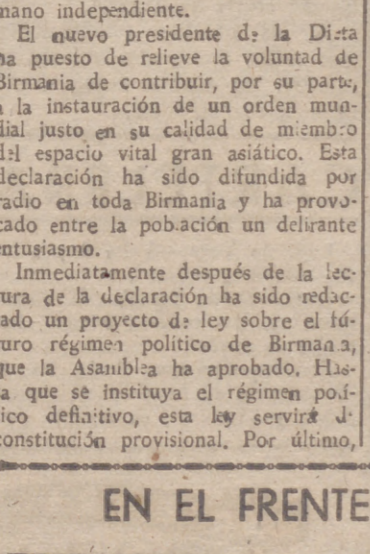 mano independiente.
El nuevo presidente de la Dieta
ha puesto de relieve la voluntad de
Birmania de contribuir, por su parte,
a la instauración de un orden mun-
dial justo en su calidad de miembro
del espacio vital gran asiático. Esta
declaración ha sido difundida por
radio en toda Birmania y ha provo-
cado entre la población un delirante
entusiasmo.
Inmediatamente después de la lec-
tura de la declaración ha sido redac-
tado un proyecto de ley sobre el fú-
turo régimen político de Birmania,
que la Asamblea ha aprobado. Has-
ta que se instituya el régimen polí-
tico definitivo, esta ley servirá de
constitución provisional. Por último,
EN EL FRENTE